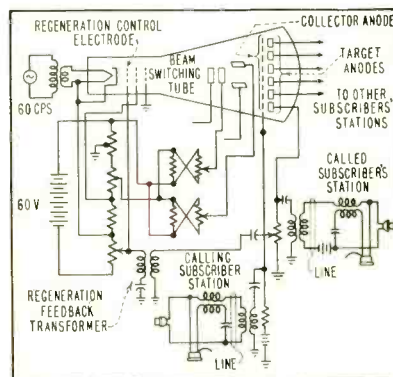 REGENERATION CONTROL
ELECTRODE
COLLECTOR ANODE
BEAM
SWITCHING
TUBE
TARGET
ANODES
TO OTHER
SUBSCRIBERS'
STATIONS
60 CPS
CALLED
SUBSCRIBER'S
STATION
60 V
CALLING
SUBSCRIBER
STATION
LINE
REGENERATION
FEEDBACK
TRANSFORMER
LINE